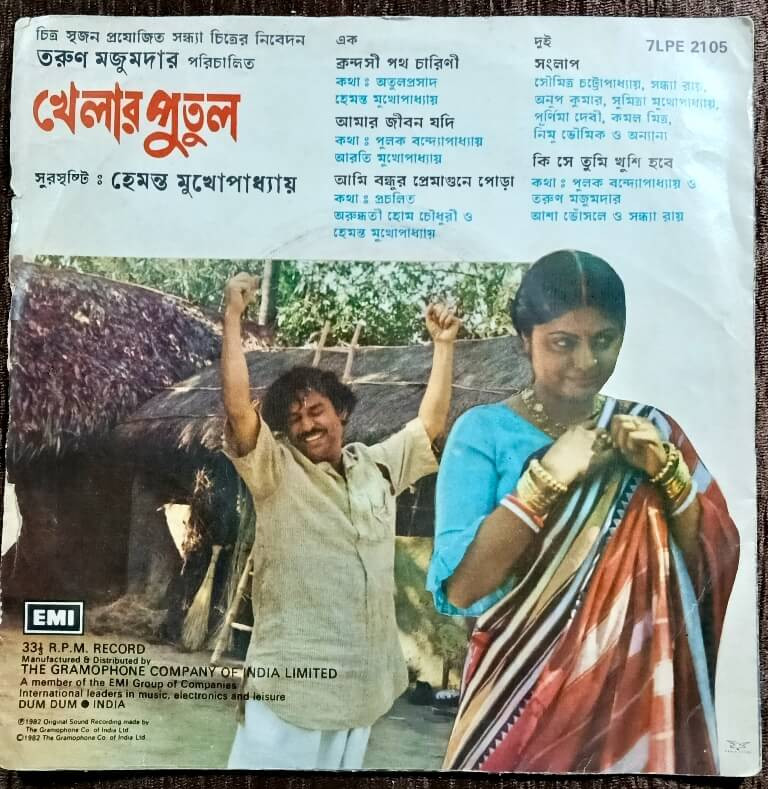 চিত্র সৃজন প্রযোজিত সন্ধ্যা চিত্রের নিবেদন
তরুণ মজুমদার পরিচালিত
খেলার পুতুল
সুরসৃষ্টি ঃ হেমন্ত মুখোপাধ্যায়
এক
ক্রন্দসী পথ চারিণী
কথা ঃ অতুলপ্রসাদ
হেমন্ত মুখোপাধ্যায়
আমার জীবন যদি
কথা ঃ পুলক বন্দ্যোপাধ্যায়
আরতি মুখোপাধ্যায়
আমি বন্ধুর প্রেমাগুনে পোড়া
কথা ঃ প্রচলিত
অরুন্ধতী হোম চৌধুরী ও
হেমন্ত মুখোপাধ্যায়
দুই
7LPE 2105
সংলাপ
সৌমিত্র চট্টোপাধ্যায়, সন্ধ্যা রায়,
অনুপ কুমার, সুমিত্রা মুখোপাধ্যায়,
পূর্ণিমা দেবী, কমল মিত্র,
নিমু ভৌমিক ও অন্যান্য
কি সে তুমি খুশি হবে
কথা ঃ পুলক বন্দ্যোপাধ্যায় ও
তরুণ মজুমদার
আশা ভোঁসলে ও সন্ধ্যা রায়
EMI
33⅓ R.P.M. RECORD
Manufactured & Distributed by
THE GRAMOPHONE COMPANY OF INDIA LIMITED
A member of the EMI Group of Companies
International leaders in music, electronics and leisure
DUM DUM ● INDIA
℗1982 Original Sound Recording made by
The Gramophone Co. of India Ltd.
©1982 The Gramophone Co. of India Ltd.